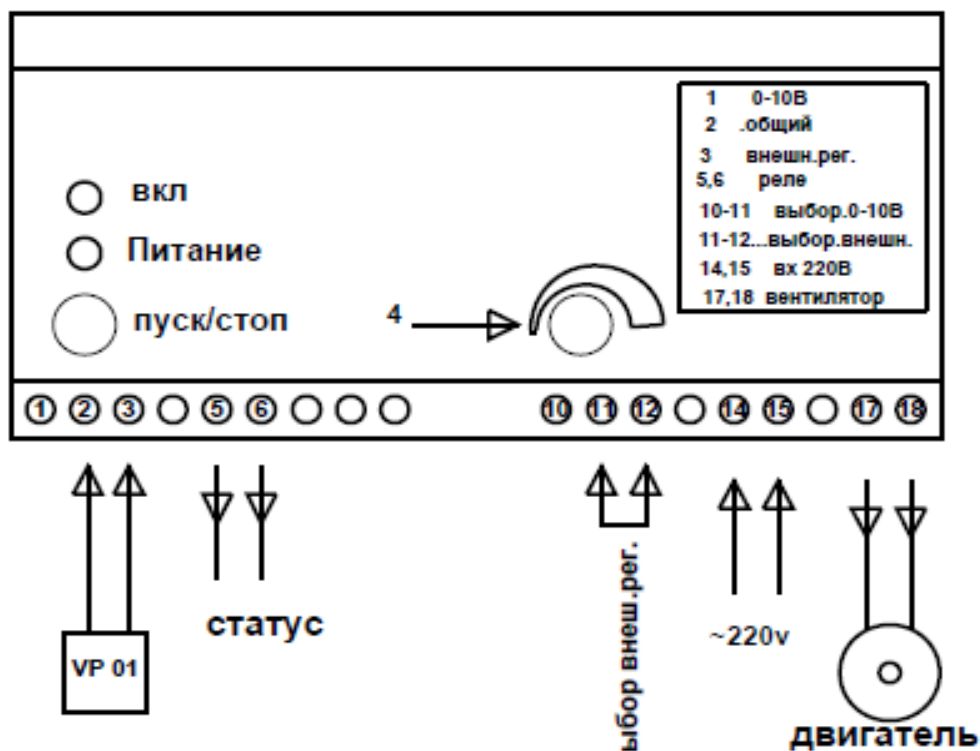 1 0-10В
2 .общий
3 внешн.рег.
5,6 реле
10-11 выбор.0-10В
11-12...выбор.внешн.
14,15 вх 220В
17,18 вентилятор
вкл
Питание
пуск/стоп
4
1 2 3 5 6 10 11 12 14 15 17 18
VP 01
статус
ыбор внеш.рег.
~220v
двигатель